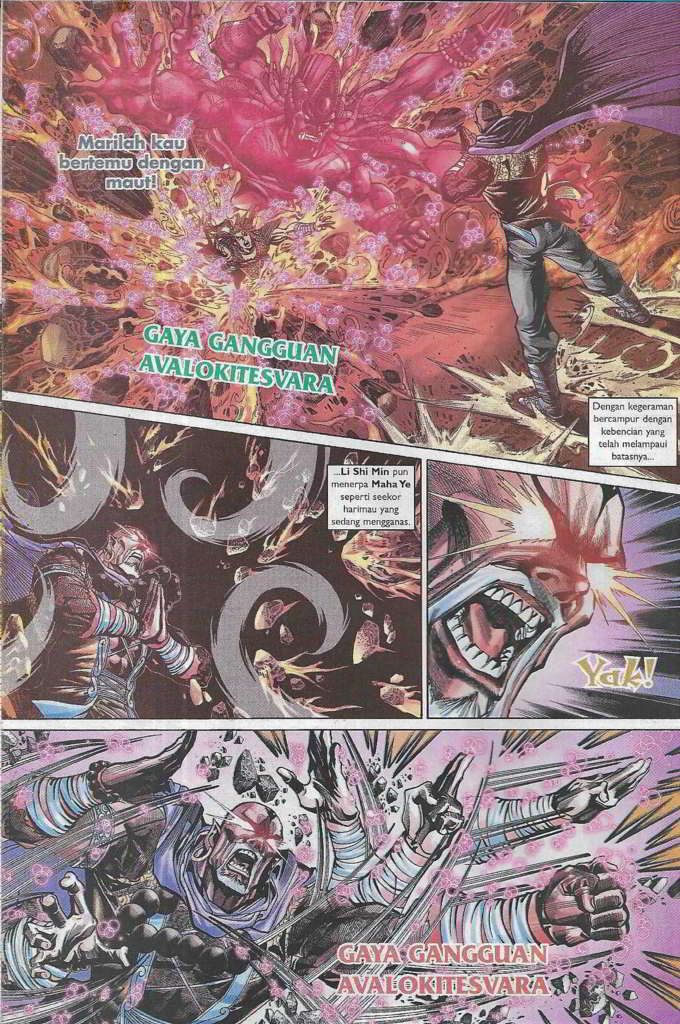 Marilah kau
bertemu dengan
maut!
GAYA GANGGUAN
AVALOKITESVARA
Dengan kegeraman
bercampur dengan
kebencian yang
telah melampaui
batasnya...
...Li Shi Min pun
menerpa Maha Ye
seperti seekor
harimau yang
sedang mengganas.
Yak!
GAYA GANGGUAN
AVALOKITESVARA